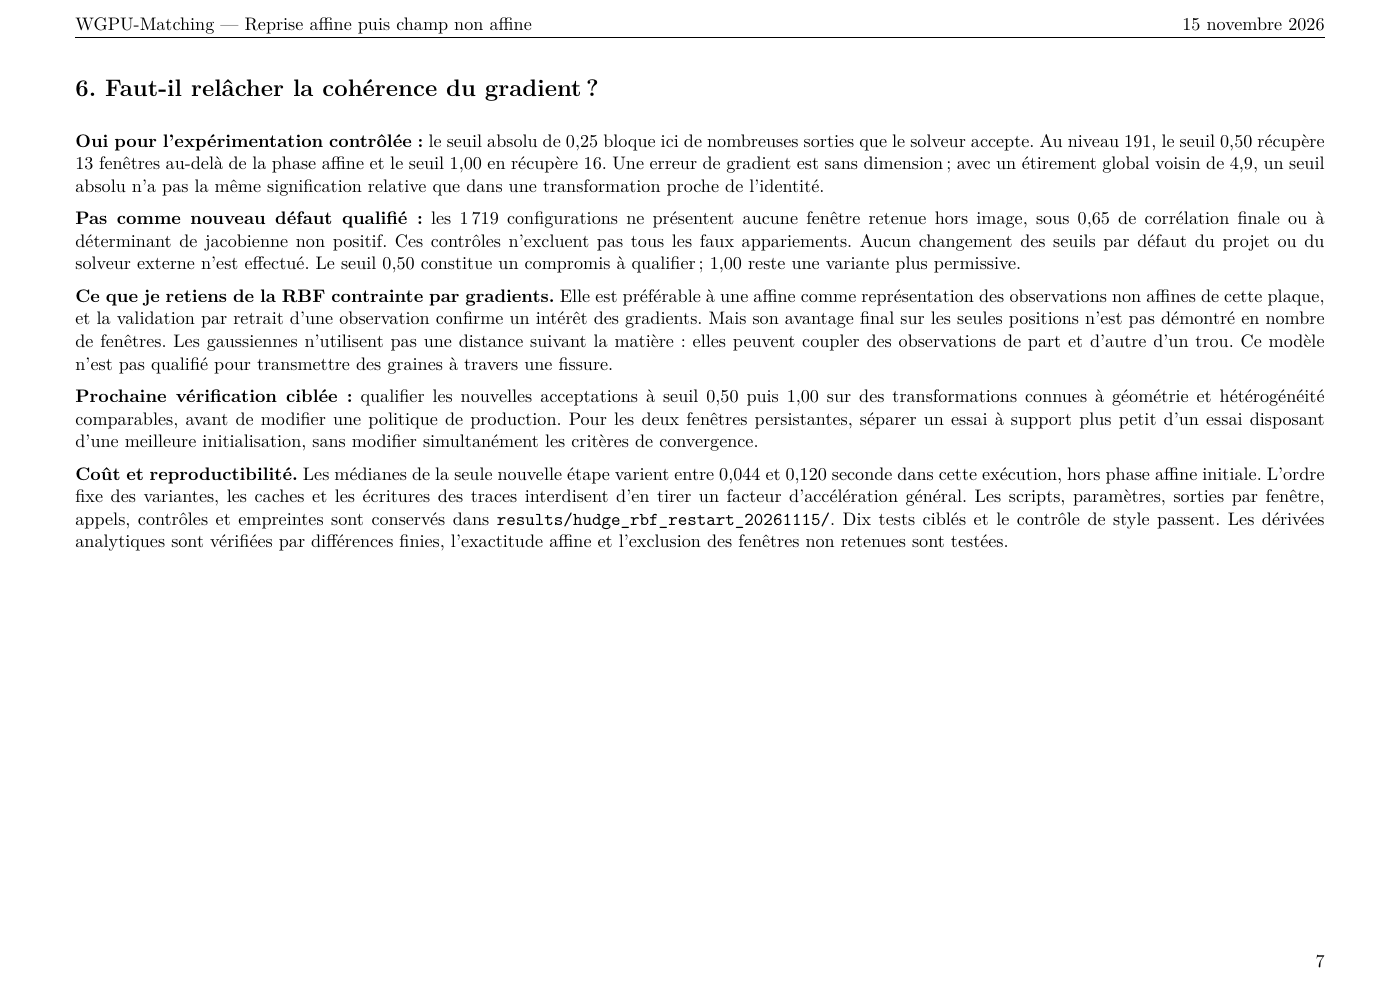 WGPU-Matching — Reprise affine puis champ non affine
15 novembre 2026
6. Faut-il relâcher la cohérence du gradient ?
Oui pour l'expérimentation contrôlée : le seuil absolu de 0,25 bloque ici de nombreuses sorties que le solveur accepte. Au niveau 191, le seuil 0,50 récupère
13 fenêtres au-delà de la phase affine et le seuil 1,00 en récupère 16. Une erreur de gradient est sans dimension ; avec un étirement global voisin de 4,9, un seuil
absolu n'a pas la même signification relative que dans une transformation proche de l'identité.
Pas comme nouveau défaut qualifié : les 1 719 configurations ne présentent aucune fenêtre retenue hors image, sous 0,65 de corrélation finale ou à
déterminant de jacobienne non positif. Ces contrôles n'excluent pas tous les faux appariements. Aucun changement des seuils par défaut du projet ou du
solveur externe n'est effectué. Le seuil 0,50 constitue un compromis à qualifier ; 1,00 reste une variante plus permissive.
Ce que je retiens de la RBF contrainte par gradients. Elle est préférable à une affine comme représentation des observations non affines de cette plaque,
et la validation par retrait d'une observation confirme un intérêt des gradients. Mais son avantage final sur les seules positions n'est pas démontré en nombre
de fenêtres. Les gaussiennes n'utilisent pas une distance suivant la matière : elles peuvent coupler des observations de part et d'autre d'un trou. Ce modèle
n'est pas qualifié pour transmettre des graines à travers une fissure.
Prochaine vérification ciblée : qualifier les nouvelles acceptations à seuil 0,50 puis 1,00 sur des transformations connues à géométrie et hétérogénéité
comparables, avant de modifier une politique de production. Pour les deux fenêtres persistantes, séparer un essai à support plus petit d'un essai disposant
d'une meilleure initialisation, sans modifier simultanément les critères de convergence.
Coût et reproductibilité. Les médianes de la seule nouvelle étape varient entre 0,044 et 0,120 seconde dans cette exécution, hors phase affine initiale. L'ordre
fixe des variantes, les caches et les écritures des traces interdisent d'en tirer un facteur d'accélération général. Les scripts, paramètres, sorties par fenêtre,
appels, contrôles et empreintes sont conservés dans results/hudge_rbf_restart_20261115/. Dix tests ciblés et le contrôle de style passent. Les dérivées
analytiques sont vérifiées par différences finies, l'exactitude affine et l'exclusion des fenêtres non retenues sont testées.
7